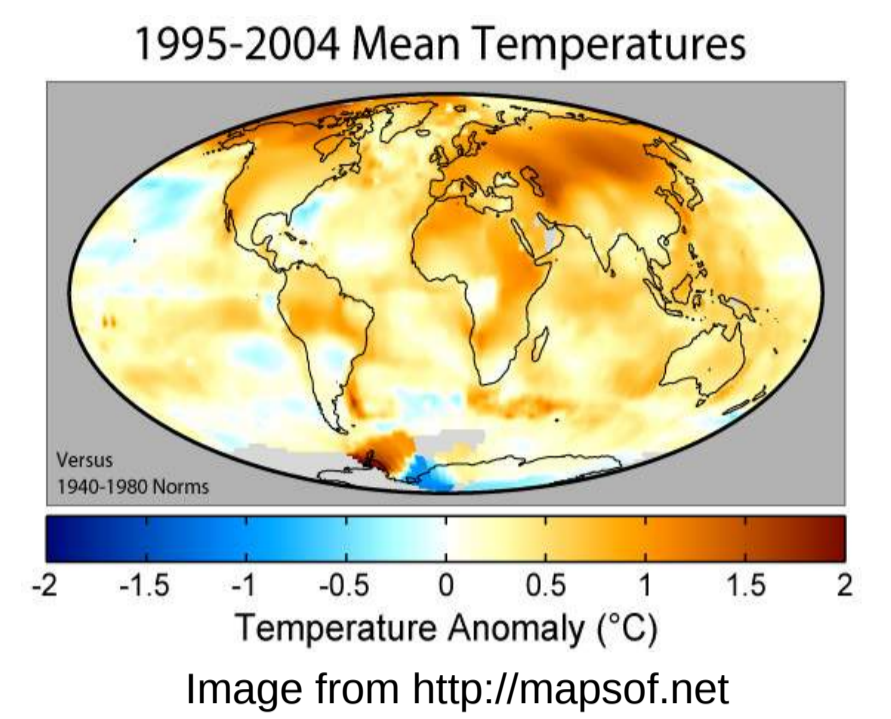 1995-2004 Mean Temperatures
Versus
1940-1980 Norms
-2 -1.5 -1 -0.5 0 0.5 1 1.5 2
Temperature Anomaly (°C)
Image from http://mapsof.net